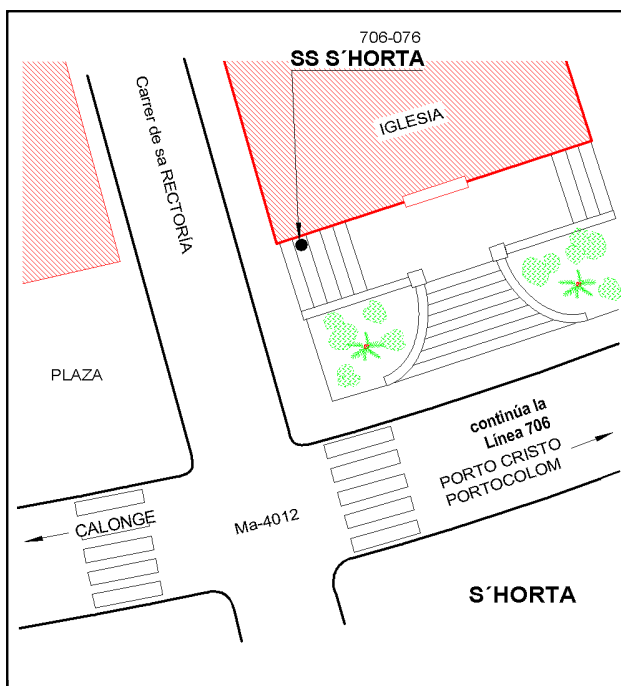 706-076
SS S´HORTA
IGLESIA
Carrer de sa RECTORÍA
PLAZA
continúa la
Línea 706
PORTO CRISTO
PORTOCOLOM
CALONGE
Ma-4012
S´HORTA